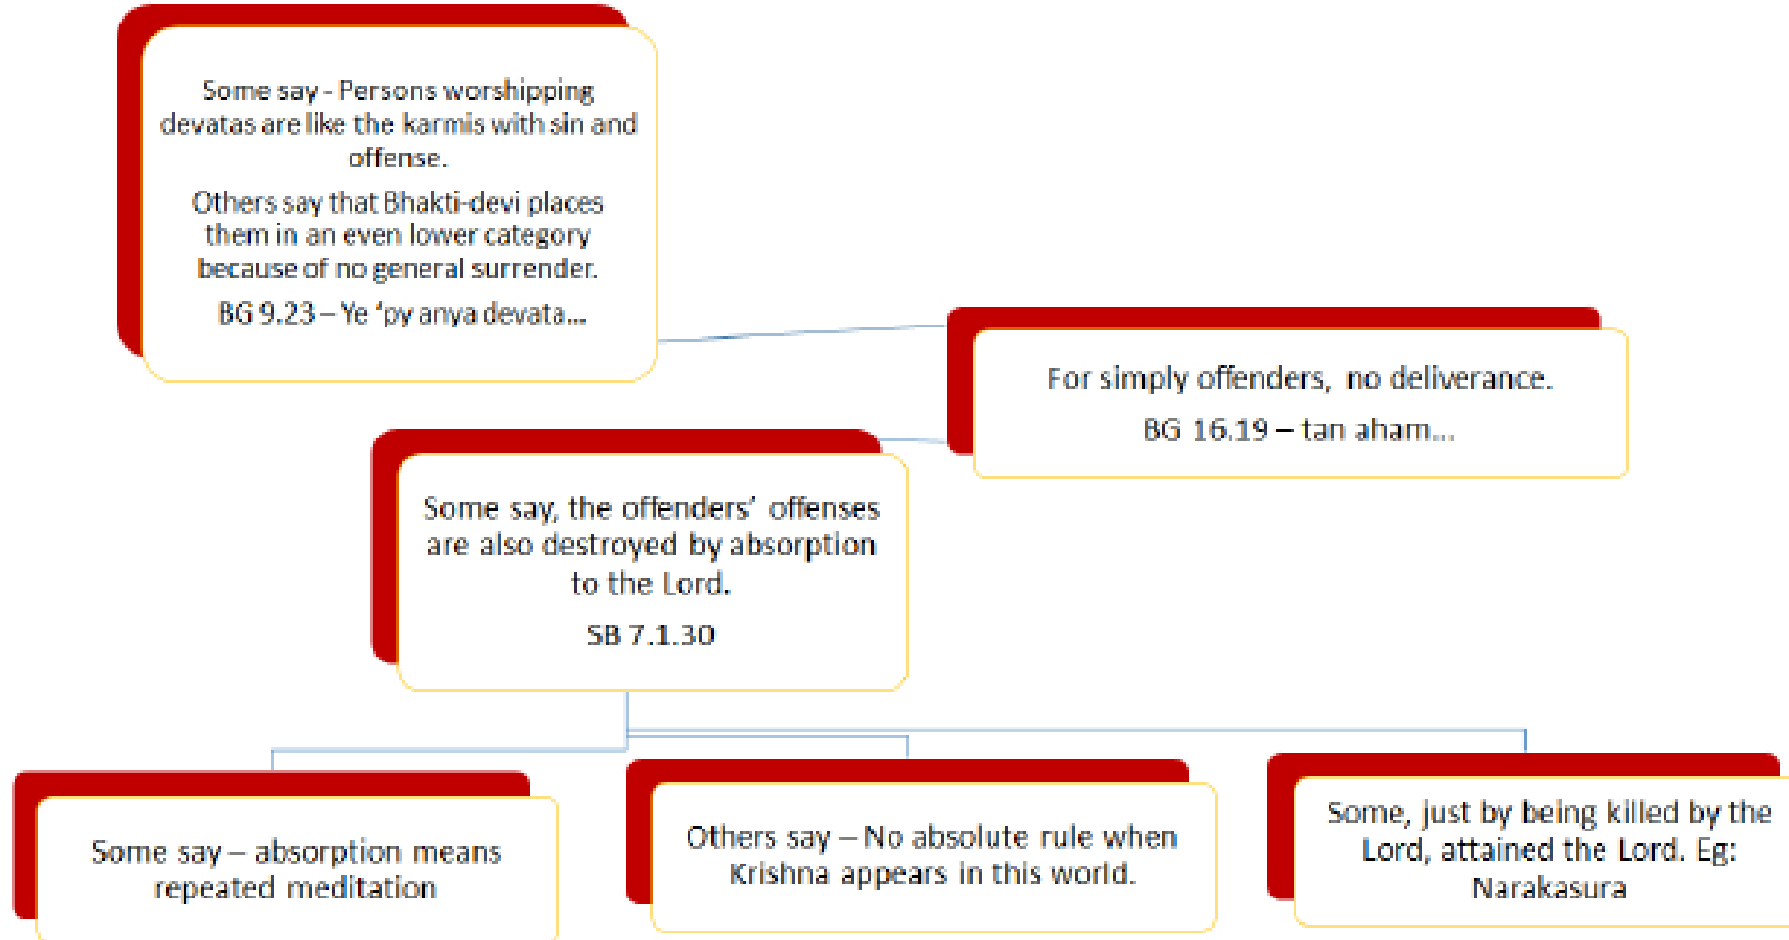 Some say - Persons worshipping
devatas are like the karmis with sin and
offense.
Others say that Bhakti-devi places
them in an even lower category
because of no general surrender.
BG 9.23 – Ye ‘py anya devata...
For simply offenders, no deliverance.
BG 16.19 – tan aham...
Some say, the offenders’ offenses
are also destroyed by absorption
to the Lord.
SB 7.1.30
Some say – absorption means
repeated meditation
Others say – No absolute rule when
Krishna appears in this world.
Some, just by being killed by the
Lord, attained the Lord. Eg:
Narakasura